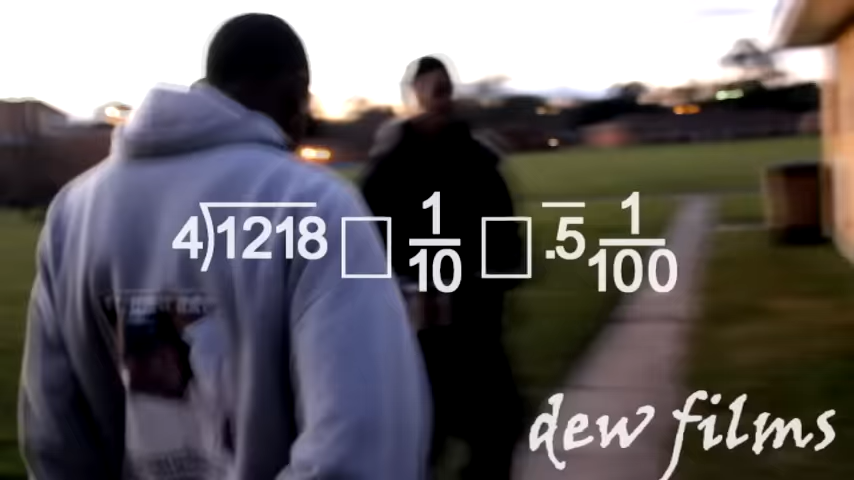 4)1218 □ 1/10 □ .5̅ 1/100
dew films